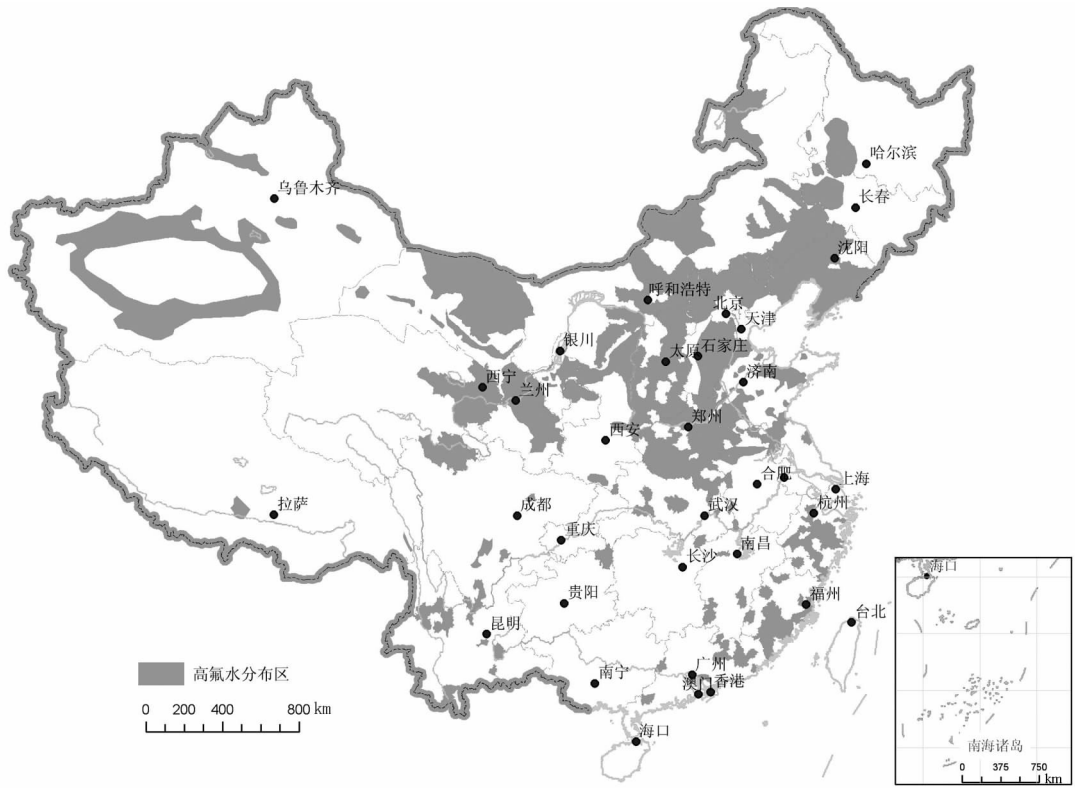 哈尔滨
乌鲁木齐
长春
沈阳
呼和浩特
北京
天津
银川
太原
石家庄
西宁
济南
兰州
郑州
西安
合肥
上海
拉萨
成都
武汉
杭州
重庆
南昌
长沙
海口
贵阳
福州
台北
昆明
高氟水分布区
南宁
广州
澳门
香港
0 200 400 800 km
海口
南海诸岛
0 375 750
km